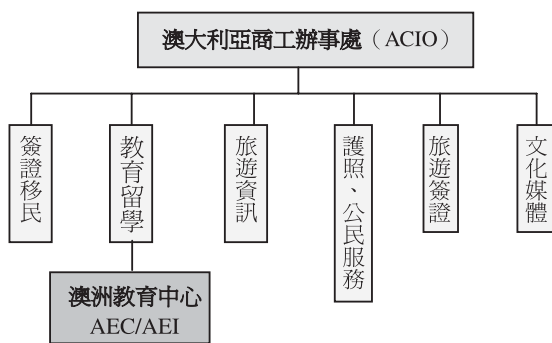 澳大利亞商工辦事處（ACIO）
簽證移民
教育留學
旅遊資訊
護照、公民服務
旅遊簽證
文化媒體
澳洲教育中心
AEC/AEI